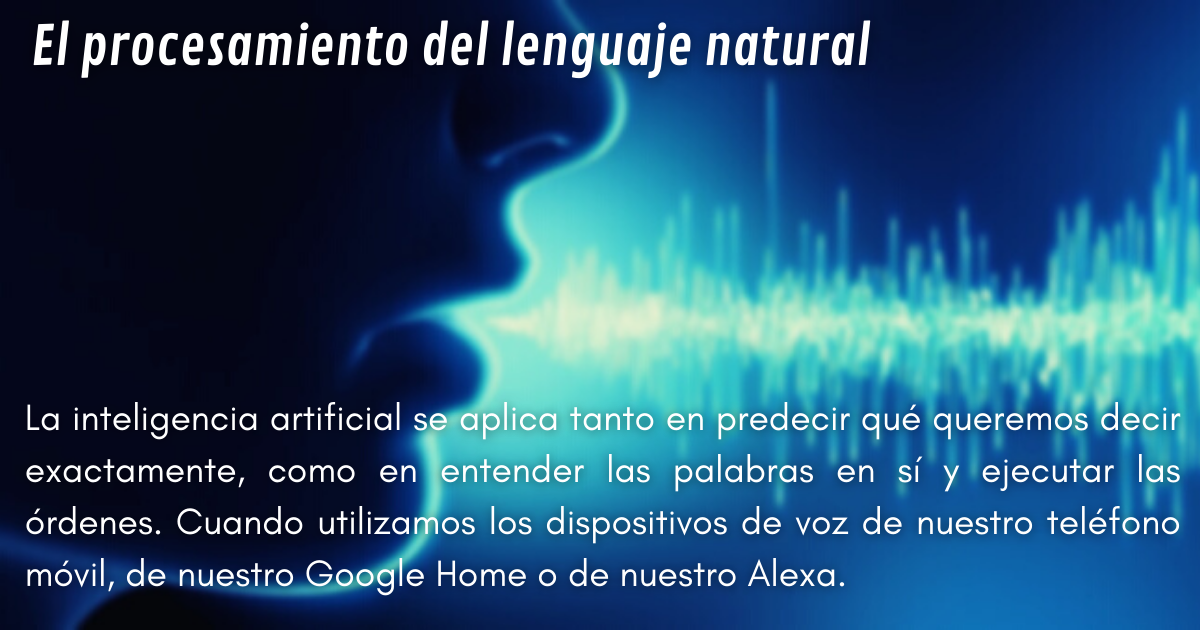 El procesamiento del lenguaje natural
La inteligencia artificial se aplica tanto en predecir qué queremos decir
exactamente, como en entender las palabras en sí y ejecutar las
órdenes. Cuando utilizamos los dispositivos de voz de nuestro teléfono
móvil, de nuestro Google Home o de nuestro Alexa.